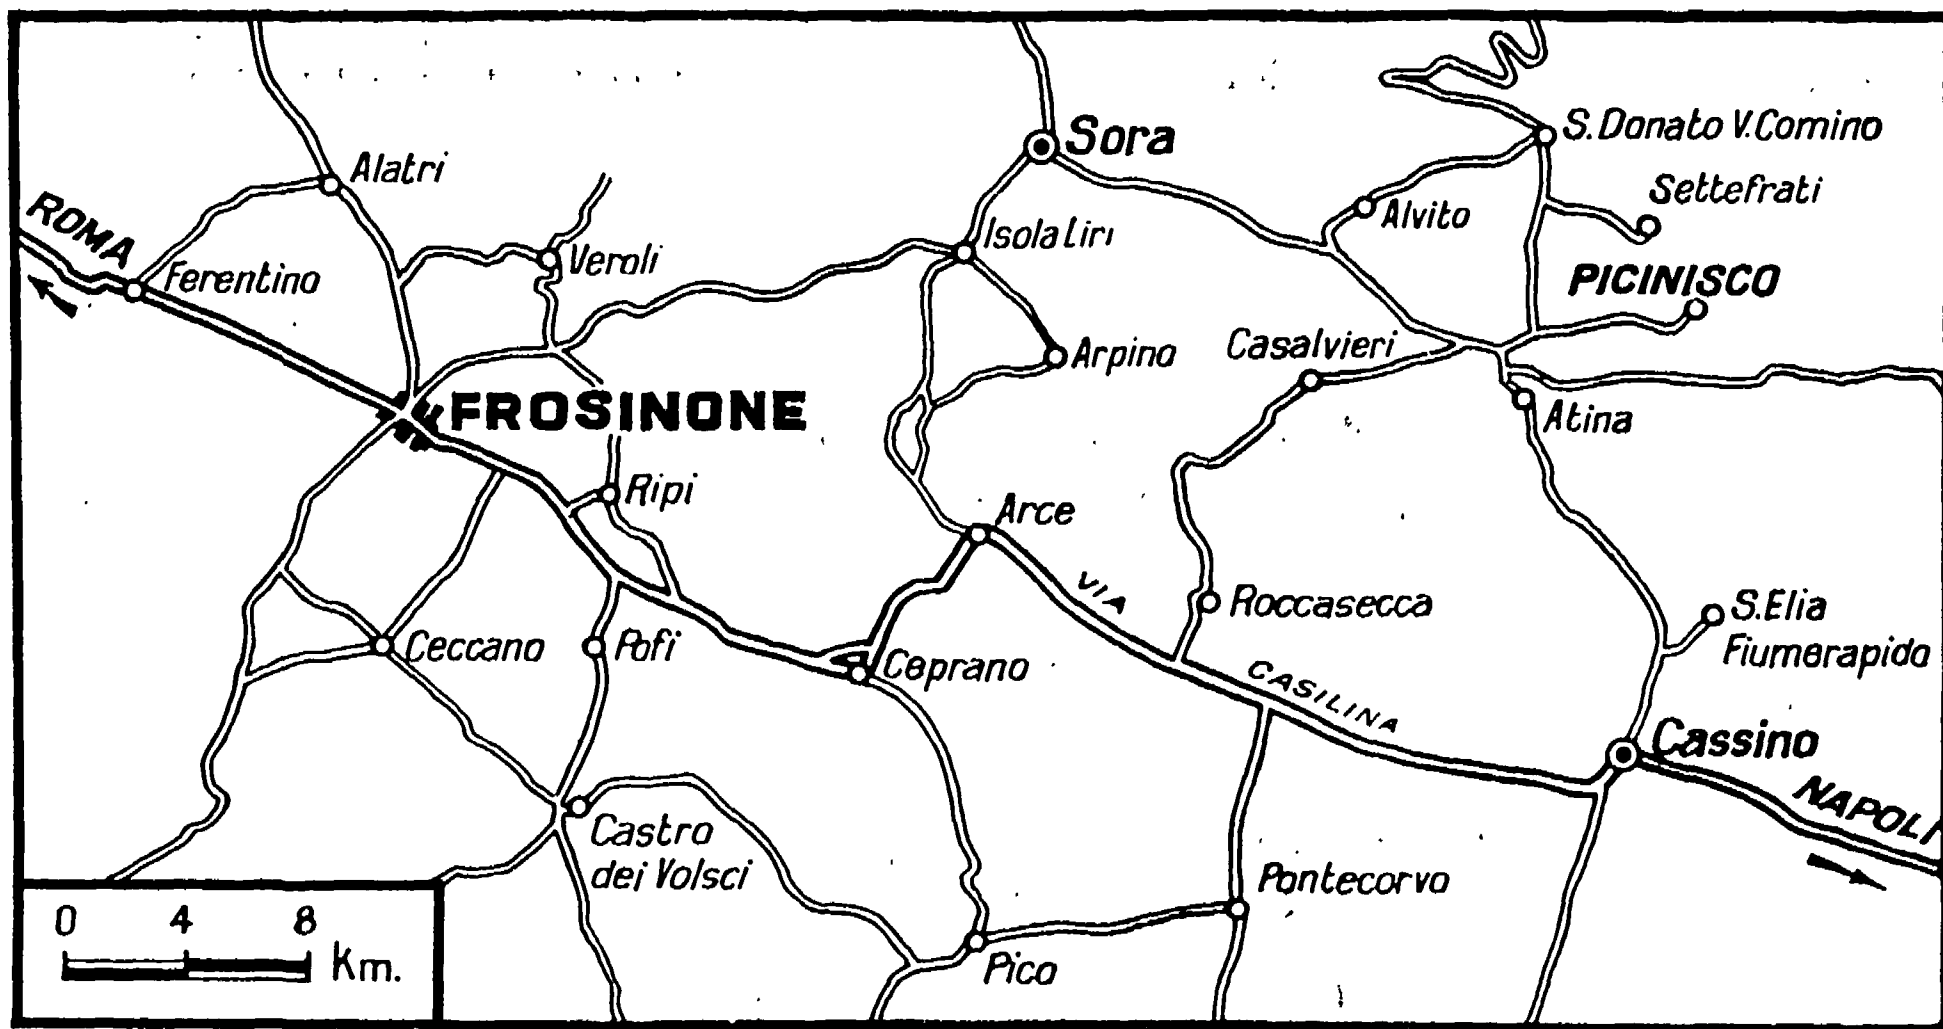 Sora
S. Donato V. Comino
Alatri
Settefrati
ROMA
Alvito
Isola Liri
Veroli
Ferentino
PICINISCO
Arpino
Casalvieri
FROSINONE
Atina
Ripi
Arce
VIA
Roccasecca
S. Elia
Fiumerapido
Ceccano
Pofi
Ceprano
CASILINA
Cassino
NAPOLI
Castro
dei Volsci
Pontecorvo
0 4 8
Km.
Pico